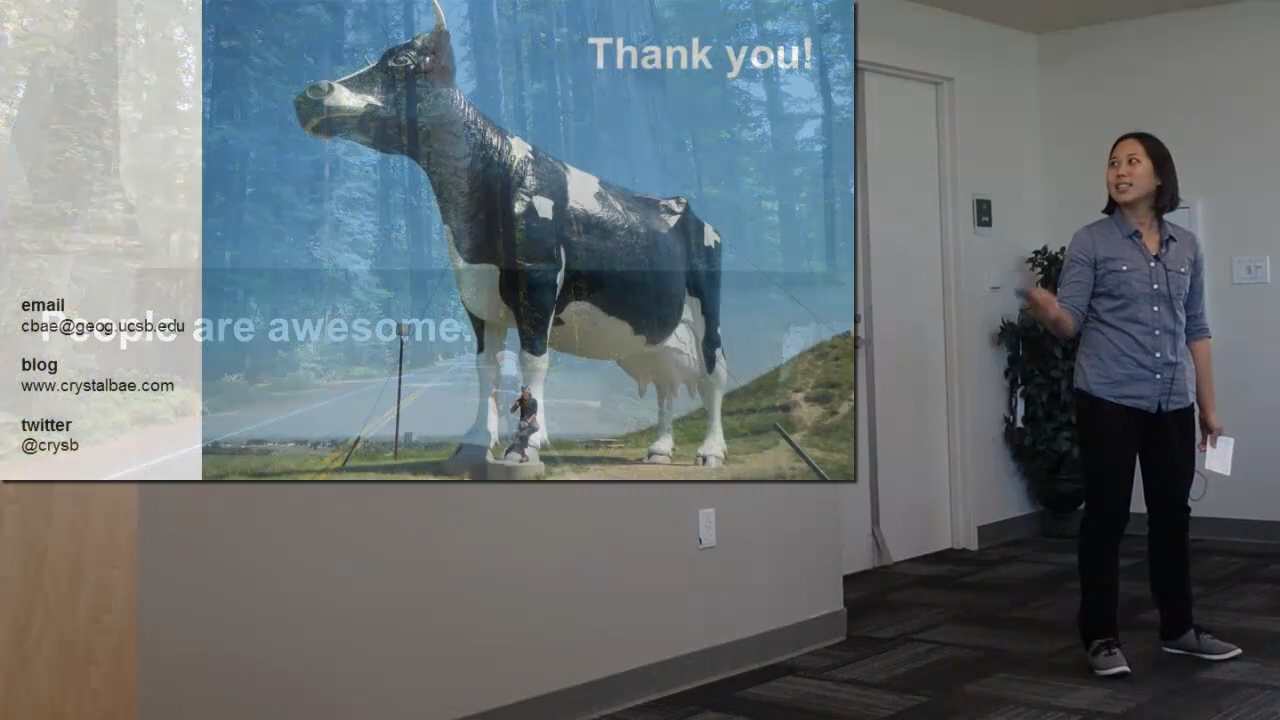 Thank you!
People are awesome.
email
cbae@geog.ucsb.edu
blog
www.crystalbae.com
twitter
@crysb